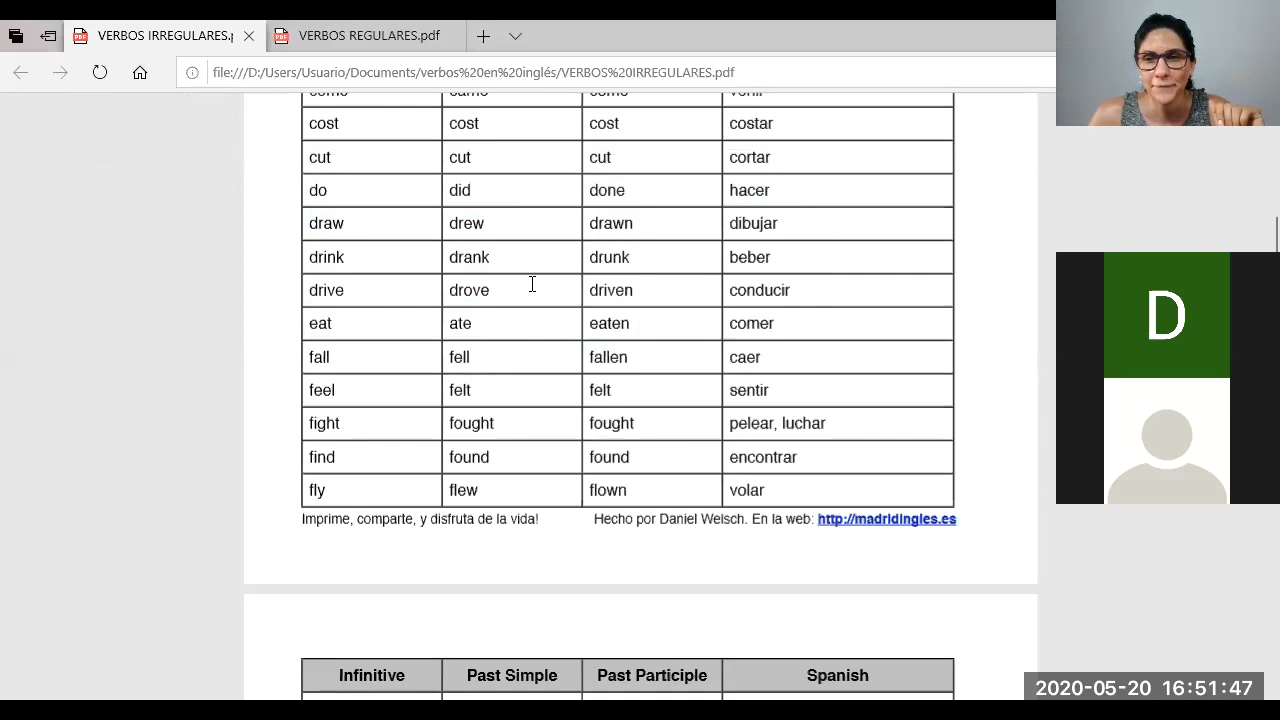 VERBOS IRREGULARES.p
VERBOS REGULARES.pdf
file:///D:/Users/Usuario/Documents/verbos%20en%20inglés/VERBOS%20IRREGULARES.pdf
cost cost cost costar
cut cut cut cortar
do did done hacer
draw drew drawn dibujar
drink drank drunk beber
drive drove driven conducir
eat ate eaten comer
fall fell fallen caer
feel felt felt sentir
fight fought fought pelear, luchar
find found found encontrar
fly flew flown volar
Imprime, comparte, y disfruta de la vida! Hecho por Daniel Welsch. En la web: http://madridingles.es
Infinitive Past Simple Past Participle Spanish
D
2020-05-20 16:51:47